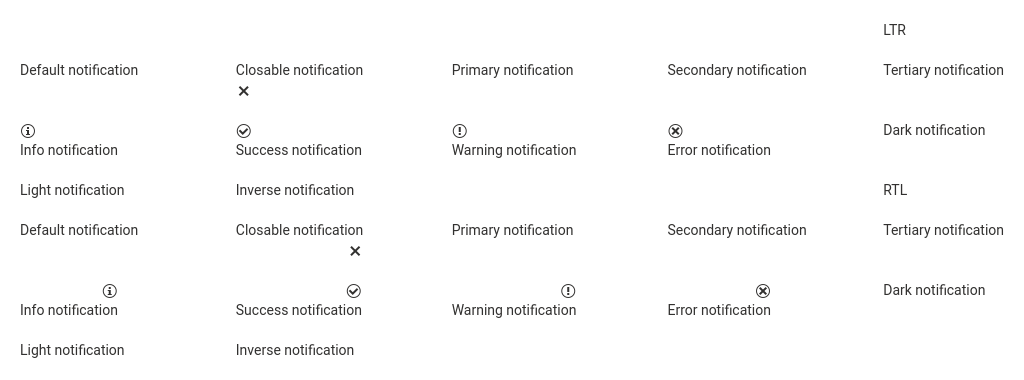 LTR
Default notification
Closable notification
Primary notification
Secondary notification
Tertiary notification
Info notification
Success notification
Warning notification
Error notification
Dark notification
Light notification
Inverse notification
RTL
Default notification
Closable notification
Primary notification
Secondary notification
Tertiary notification
Info notification
Success notification
Warning notification
Error notification
Dark notification
Light notification
Inverse notification